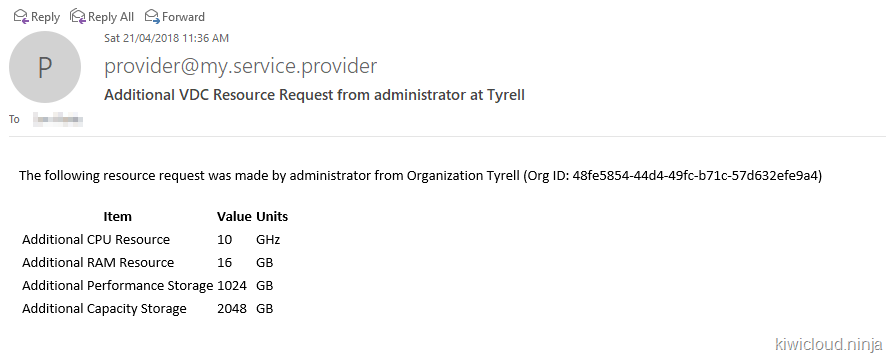 Reply Reply All Forward
Sat 21/04/2018 11:36 AM
P
provider@my.service.provider
Additional VDC Resource Request from administrator at Tyrell
To
The following resource request was made by administrator from Organization Tyrell (Org ID: 48fe5854-44d4-49fc-b71c-57d632efe9a4)
Item Value Units
Additional CPU Resource 10 GHz
Additional RAM Resource 16 GB
Additional Performance Storage 1024 GB
Additional Capacity Storage 2048 GB
kiwicloud.ninja